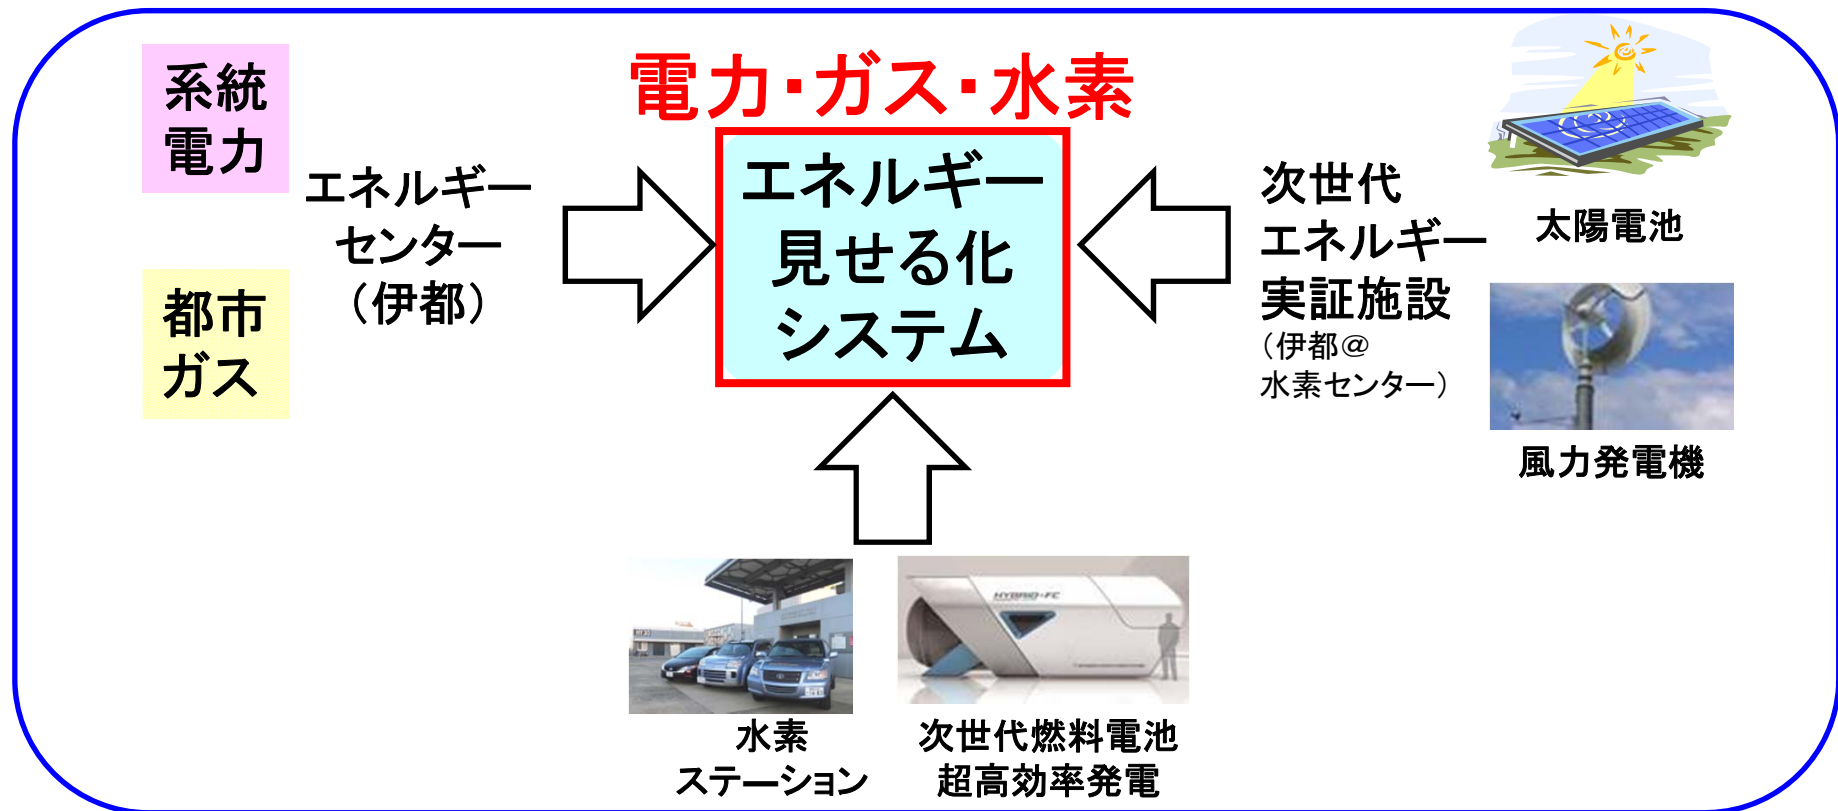 電力・ガス・水素
系統
電力
都市
ガス
エネルギー
センター
（伊都）
エネルギー
見せる化
システム
次世代
エネルギー
実証施設
（伊都＠
水素センター）
太陽電池
風力発電機
HYBRID-FC
水素
ステーション
次世代燃料電池
超高効率発電